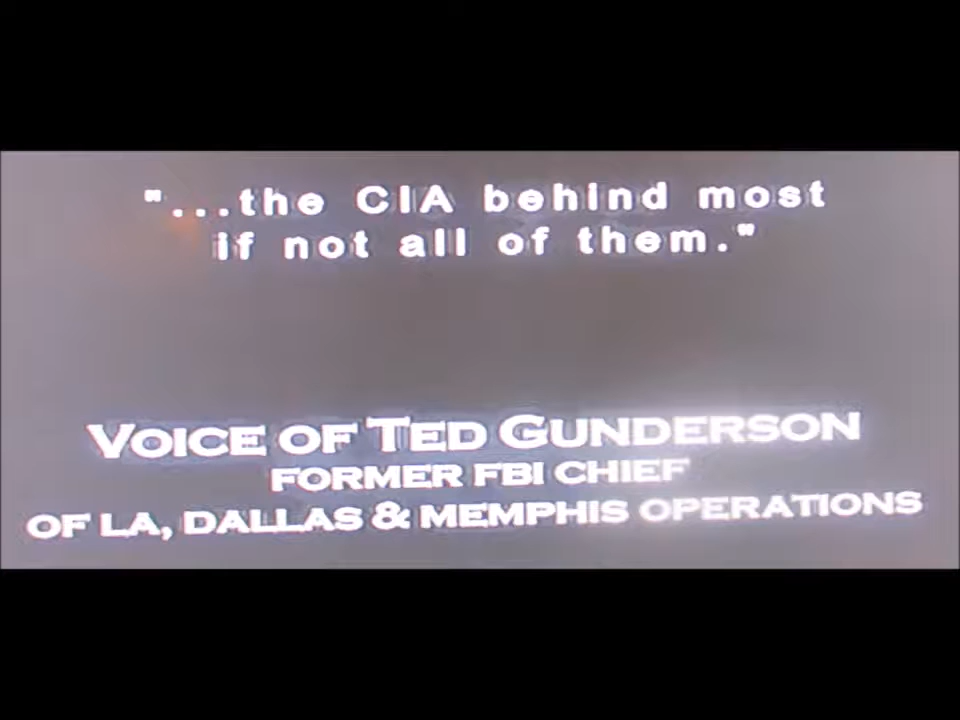 "...the CIA behind most
if not all of them."
VOICE OF TED GUNDERSON
FORMER FBI CHIEF
OF LA, DALLAS & MEMPHIS OPERATIONS